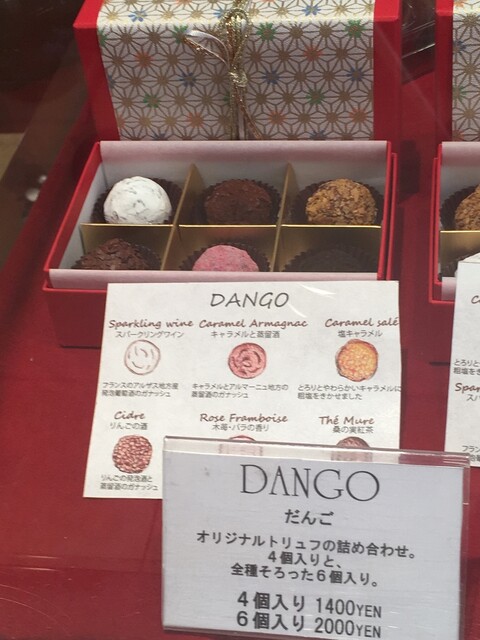 DANGO
Sparkling wine
スパークリングワイン
フランスのアルザス地方産
発泡葡萄酒のガナッシュ
Caramel Armagnac
キャラメルと蒸留酒
キャラメルとアルマーニュ地方の
蒸留酒のガナッシュ
Caramel salé
塩キャラメル
とろりとやわらかいキャラメルに
粗塩をきかせました
Cidre
りんごの酒
りんごの発泡酒と
蒸留酒のガナッシュ
Rose Framboise
木苺・バラの香り
Thé Mure
桑の実紅茶
DANGO
だんご
オリジナルトリュフの詰め合わせ。
4個入りと、
全種そろった6個入り。
4個入り 1400YEN
6個入り 2000YEN